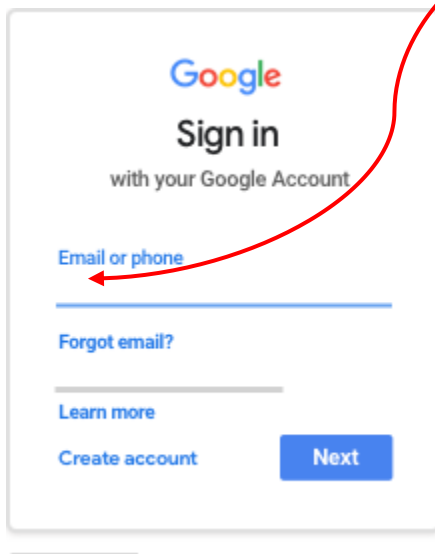 Google
Sign in
with your Google Account
Email or phone
Forgot email?
Learn more
Create account
Next